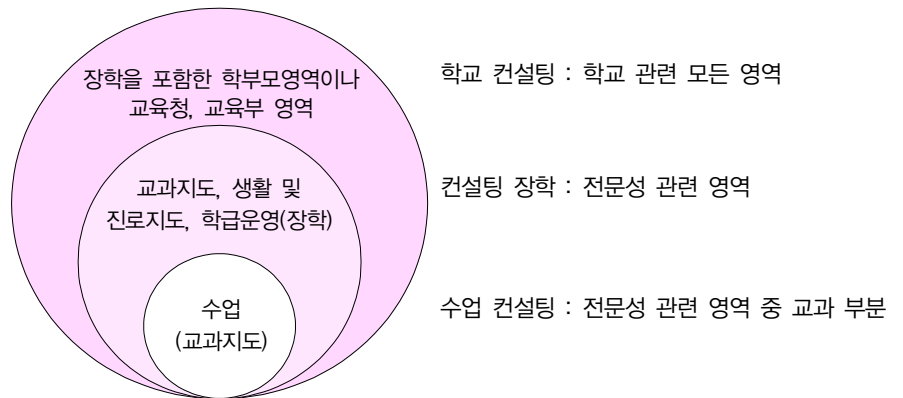 장학을 포함한 학부모영역이나
교육청, 교육부 영역
학교 컨설팅 : 학교 관련 모든 영역
교과지도, 생활 및
진로지도, 학급운영(장학)
컨설팅 장학 : 전문성 관련 영역
수업
(교과지도)
수업 컨설팅 : 전문성 관련 영역 중 교과 부분